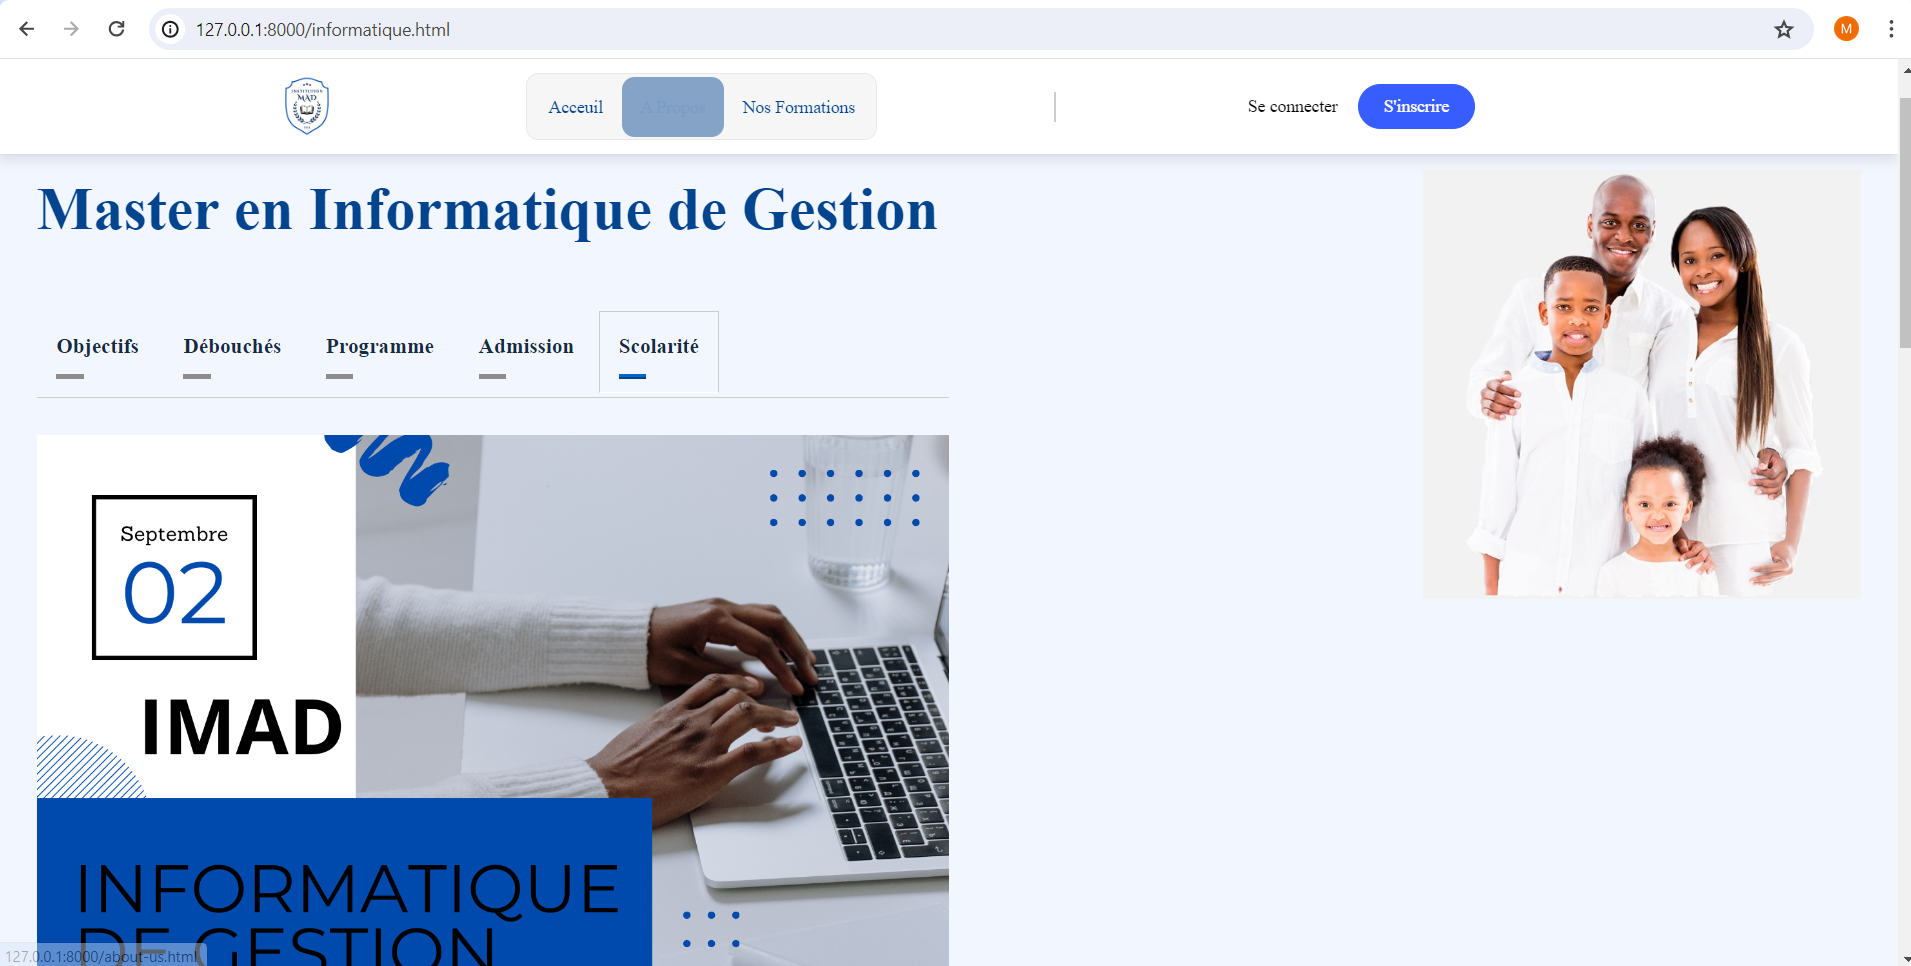 127.0.0.1:8000/informatique.html
M
INSTITUTION
MAD
Acceuil
A Propos
Nos Formations
Se connecter
S'inscrire
Master en Informatique de Gestion
Objectifs
Débouchés
Programme
Admission
Scolarité
Septembre
02
IMAD
INFORMATIQUE
DE GESTION
127.0.0.1:8000/about-us.html